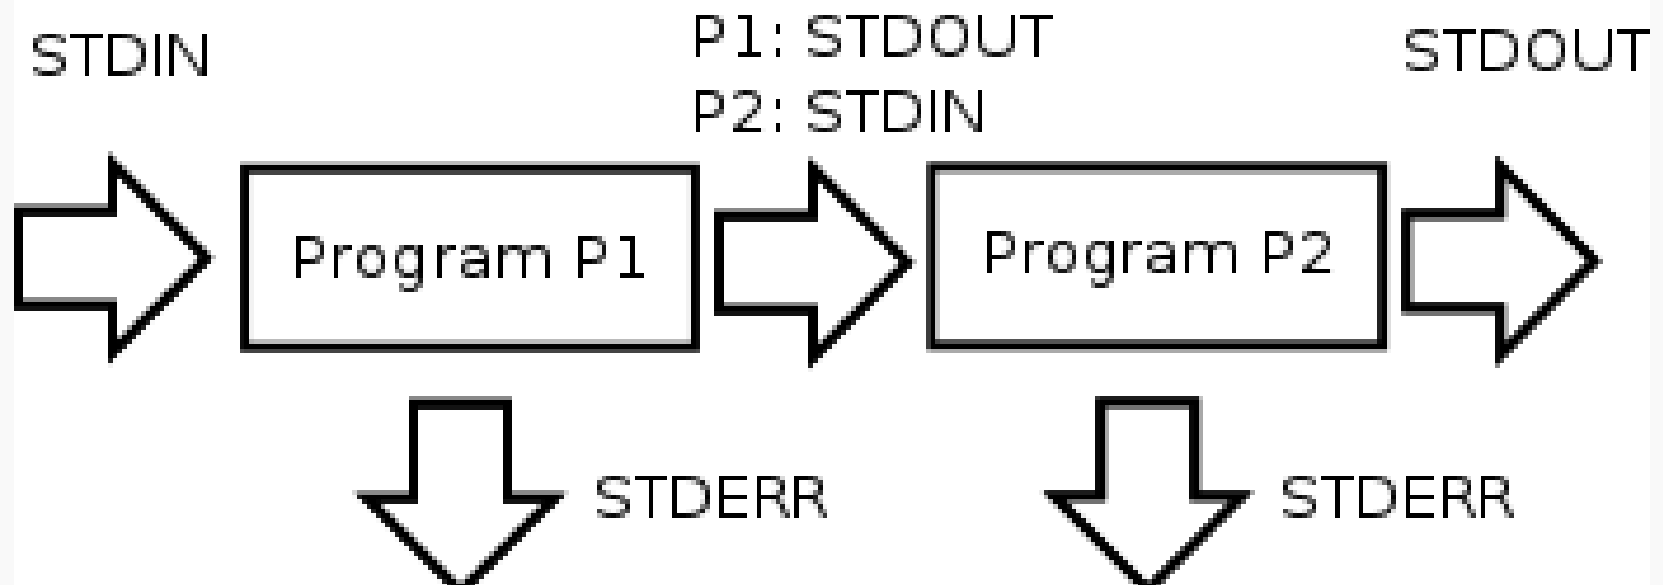 STDIN
P1: STDOUT
P2: STDIN
STDOUT
Program P1
Program P2
STDERR
STDERR